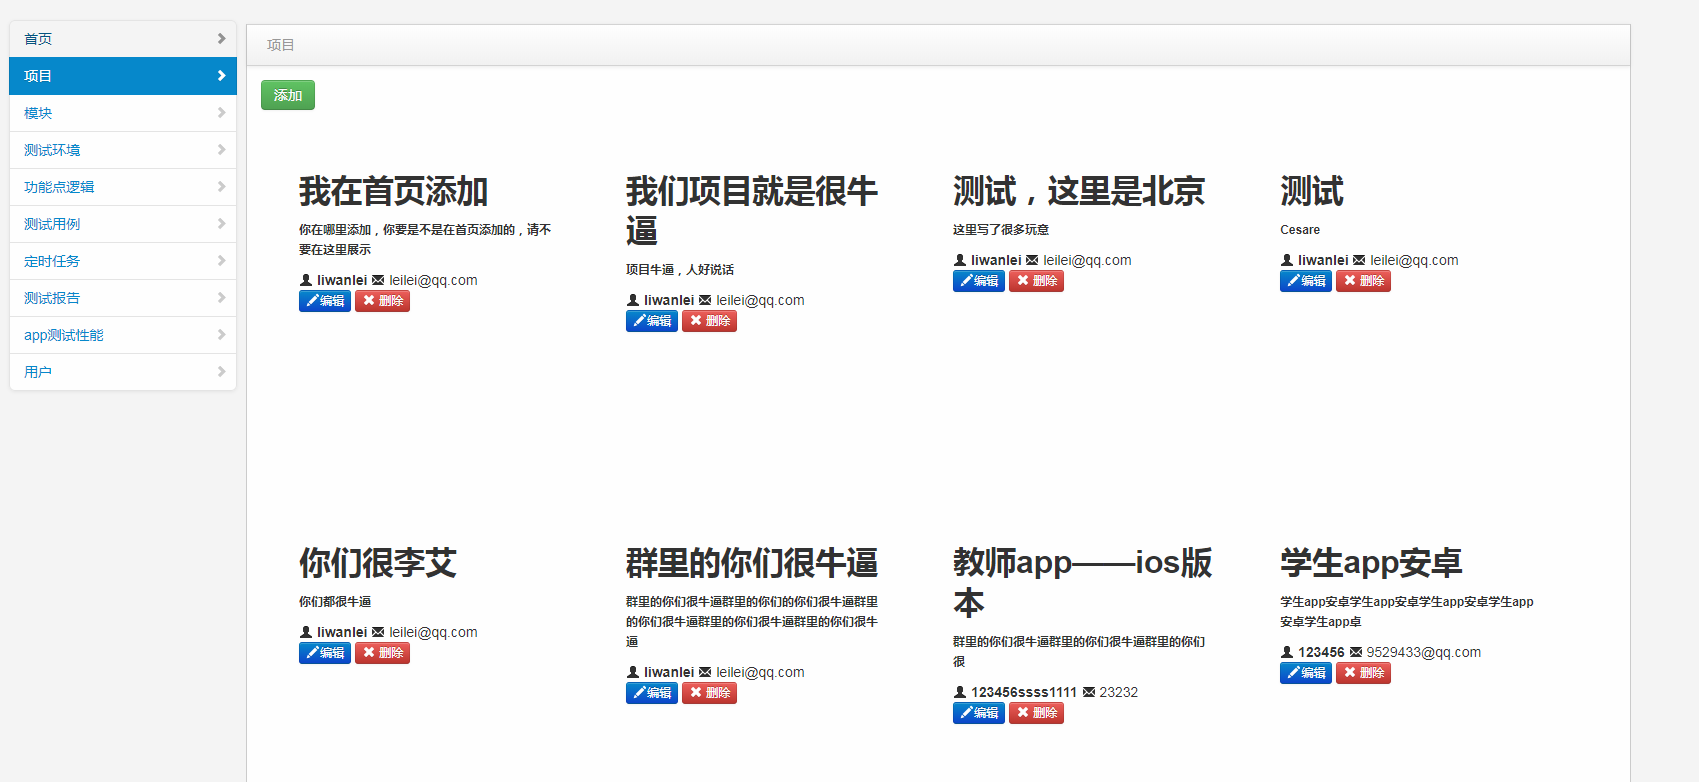 首页
项目
模块
测试环境
功能点逻辑
测试用例
定时任务
测试报告
app测试性能
用户
项目
添加
我在首页添加
你在哪里添加，你要是不是在首页添加的，请不
要在这里展示
liwanlei leilei@qq.com
编辑 删除
我们项目就是很牛
逼
项目牛逼，人好说话
liwanlei leilei@qq.com
编辑 删除
测试，这里是北京
这里写了很多玩意
liwanlei leilei@qq.com
编辑 删除
测试
Cesare
liwanlei leilei@qq.com
编辑 删除
你们很李艾
你们都很牛逼
liwanlei leilei@qq.com
编辑 删除
群里的你们很牛逼
群里的你们很牛逼群里的你们的你们很牛逼群里
的你们很牛逼群里的你们很牛逼群里的你们很牛
逼
liwanlei leilei@qq.com
编辑 删除
教师app——ios版
本
群里的你们很牛逼群里的你们很牛逼群里的你们
很
123456ssss1111 23232
编辑 删除
学生app安卓
学生app安卓学生app安卓学生app安卓学生app
安卓学生app卓
123456 9529433@qq.com
编辑 删除